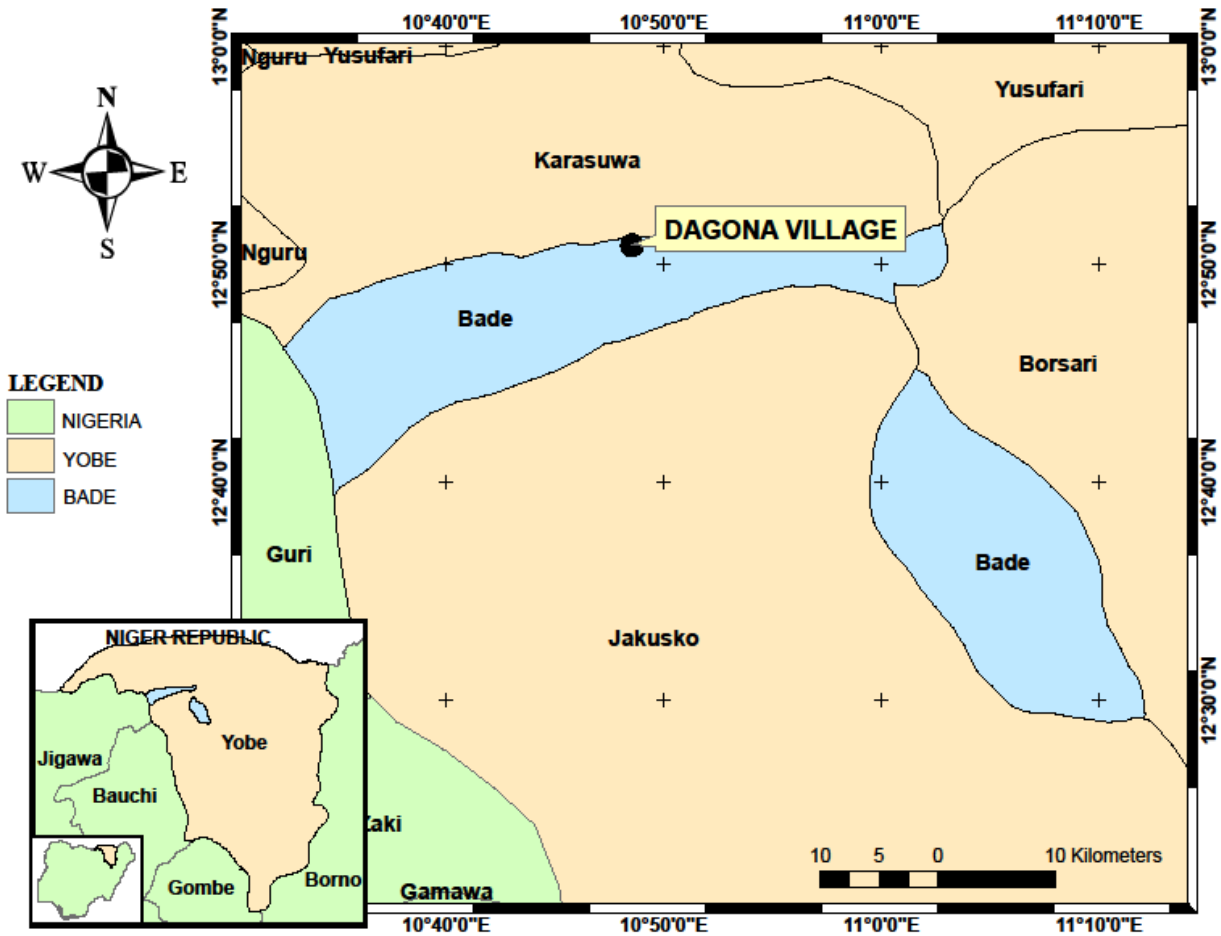 10°40'0"E 10°50'0"E 11°0'0"E 11°10'0"E
13°0'0"N
13°0'0"N
Nguru Yusufari
Yusufari
N
W E
S
Karasuwa
DAGONA VILLAGE
Nguru
12°50'0"N
12°50'0"N
Bade
Borsari
LEGEND
NIGERIA
YOBE
BADE
12°40'0"N
12°40'0"N
Guri
Bade
Jakusko
NIGER REPUBLIC
12°30'0"N
Yobe
Jigawa
Bauchi
Zaki
Gombe
Borno
Gamawa
10 5 0 10 Kilometers
10°40'0"E 10°50'0"E 11°0'0"E 11°10'0"E